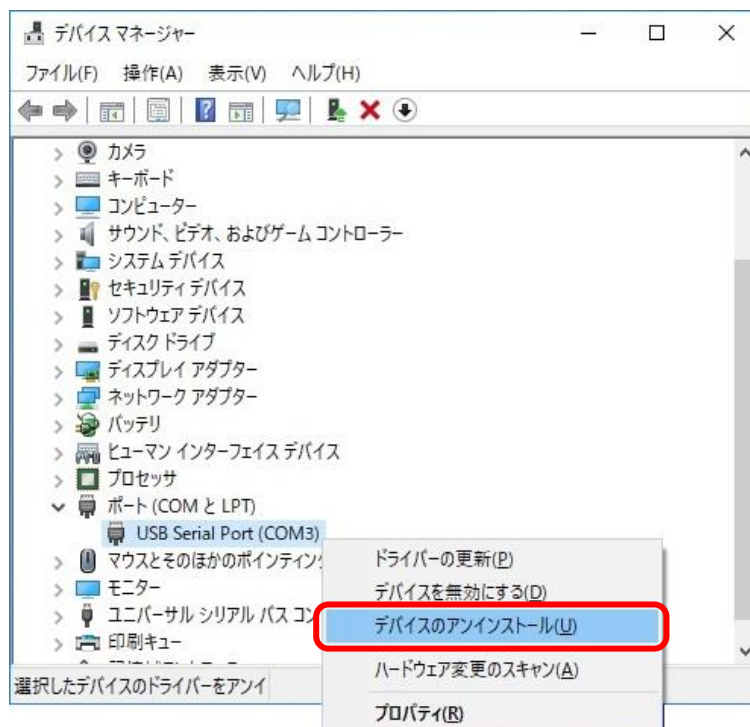 デバイス マネージャー
ファイル(F) 操作(A) 表示(V) ヘルプ(H)
カメラ
キーボード
コンピューター
サウンド、ビデオ、およびゲーム コントローラー
システム デバイス
セキュリティ デバイス
ソフトウェア デバイス
ディスク ドライブ
ディスプレイ アダプター
ネットワーク アダプター
バッテリ
ヒューマン インターフェイス デバイス
プロセッサ
ポート (COM と LPT)
USB Serial Port (COM3)
マウスとそのほかのポインティン
モニター
ユニバーサル シリアル バス コン
印刷キュー
選択したデバイスのドライバーをアンイ
ドライバーの更新(P)
デバイスを無効にする(D)
デバイスのアンインストール(U)
ハードウェア変更のスキャン(A)
プロパティ(R)